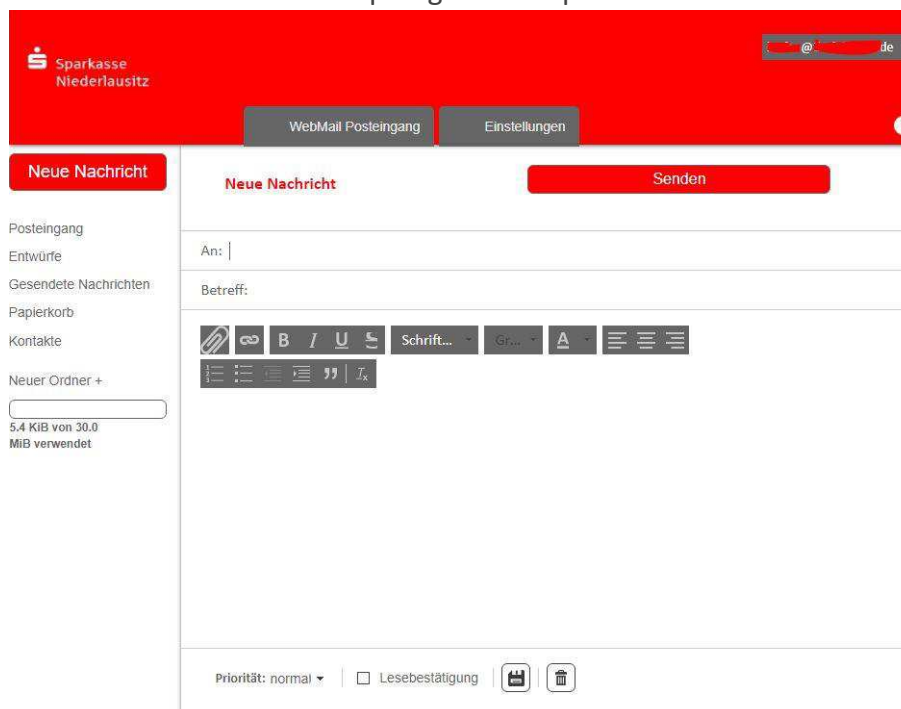 Sparkasse
Niederlausitz
@ de
WebMail Posteingang
Einstellungen
Neue Nachricht
Neue Nachricht
Senden
Posteingang
Entwürfe
Gesendete Nachrichten
Papierkorb
Kontakte
Neuer Ordner +
5.4 KiB von 30.0
MiB verwendet
An:
Betreff:
B I U S Schrift... Gr... A
Priorität: normal
Lesebestätigung